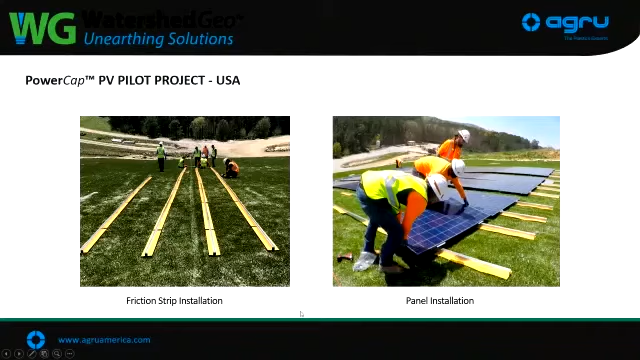 WG WatershedGeo™
Unearthing Solutions
agru
The Plastics Experts
PowerCap™ PV PILOT PROJECT - USA
Friction Strip Installation
Panel Installation
www.agruamerica.com